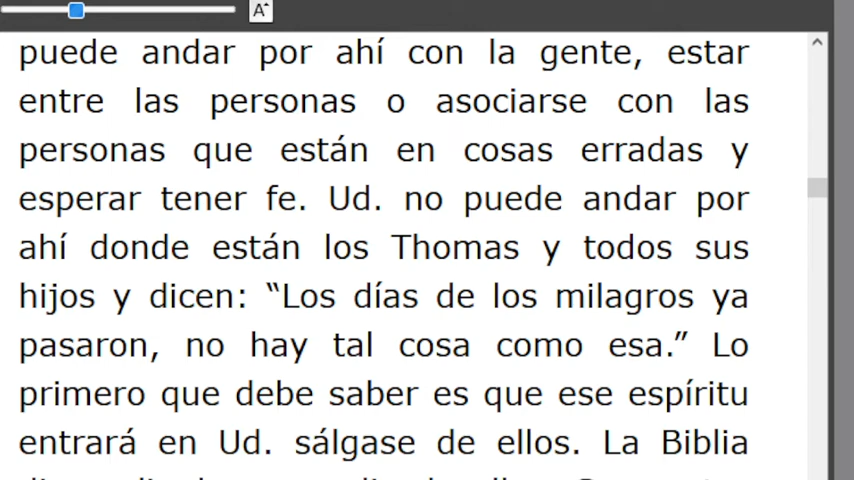 A
puede andar por ahí con la gente, estar
entre las personas o asociarse con las
personas que están en cosas erradas y
esperar tener fe. Ud. no puede andar por
ahí donde están los Thomas y todos sus
hijos y dicen: “Los días de los milagros ya
pasaron, no hay tal cosa como esa.” Lo
primero que debe saber es que ese espíritu
entrará en Ud. sálgase de ellos. La Biblia